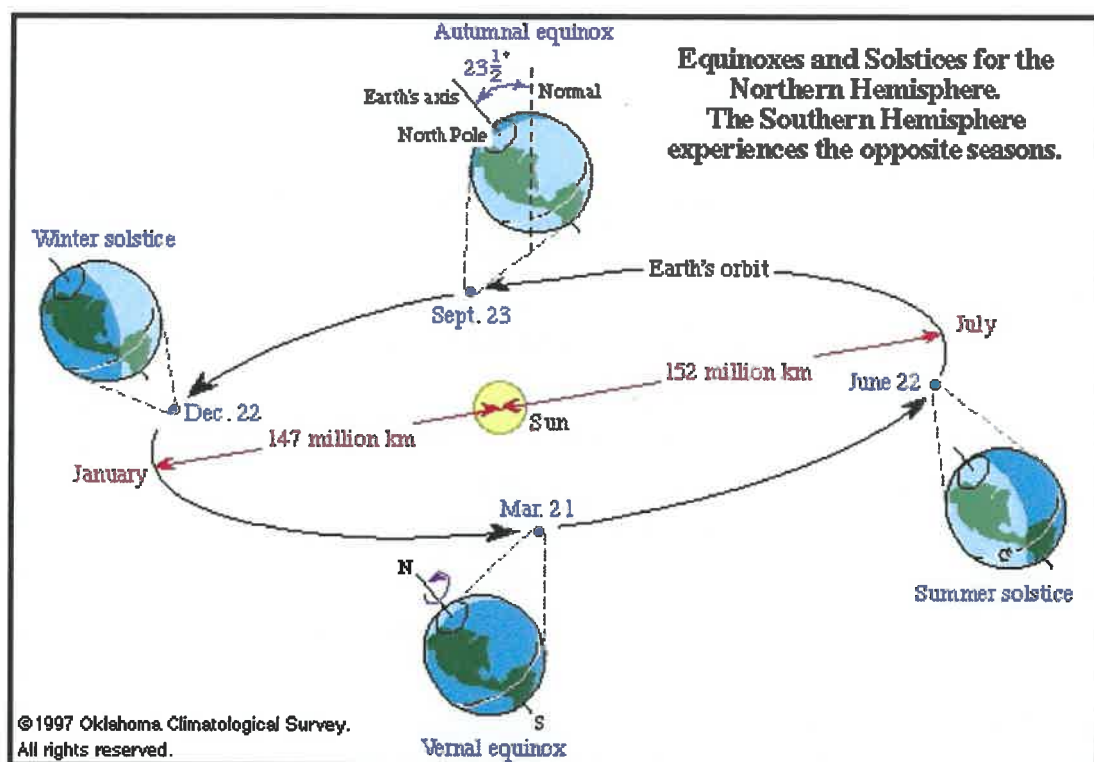 Autumnal equinox
23½°
Normal
Earth's axis
North Pole
Equinoxes and Solstices for the
Northern Hemisphere.
The Southern Hemisphere
experiences the opposite seasons.
Winter solstice
Earth's orbit
Sept. 23
July
152 million km
June 22
Dec. 22
Sun
147 million km
January
Mar. 21
N
Summer solstice
S
©1997 Oklahoma Climatological Survey.
All rights reserved.
Vernal equinox